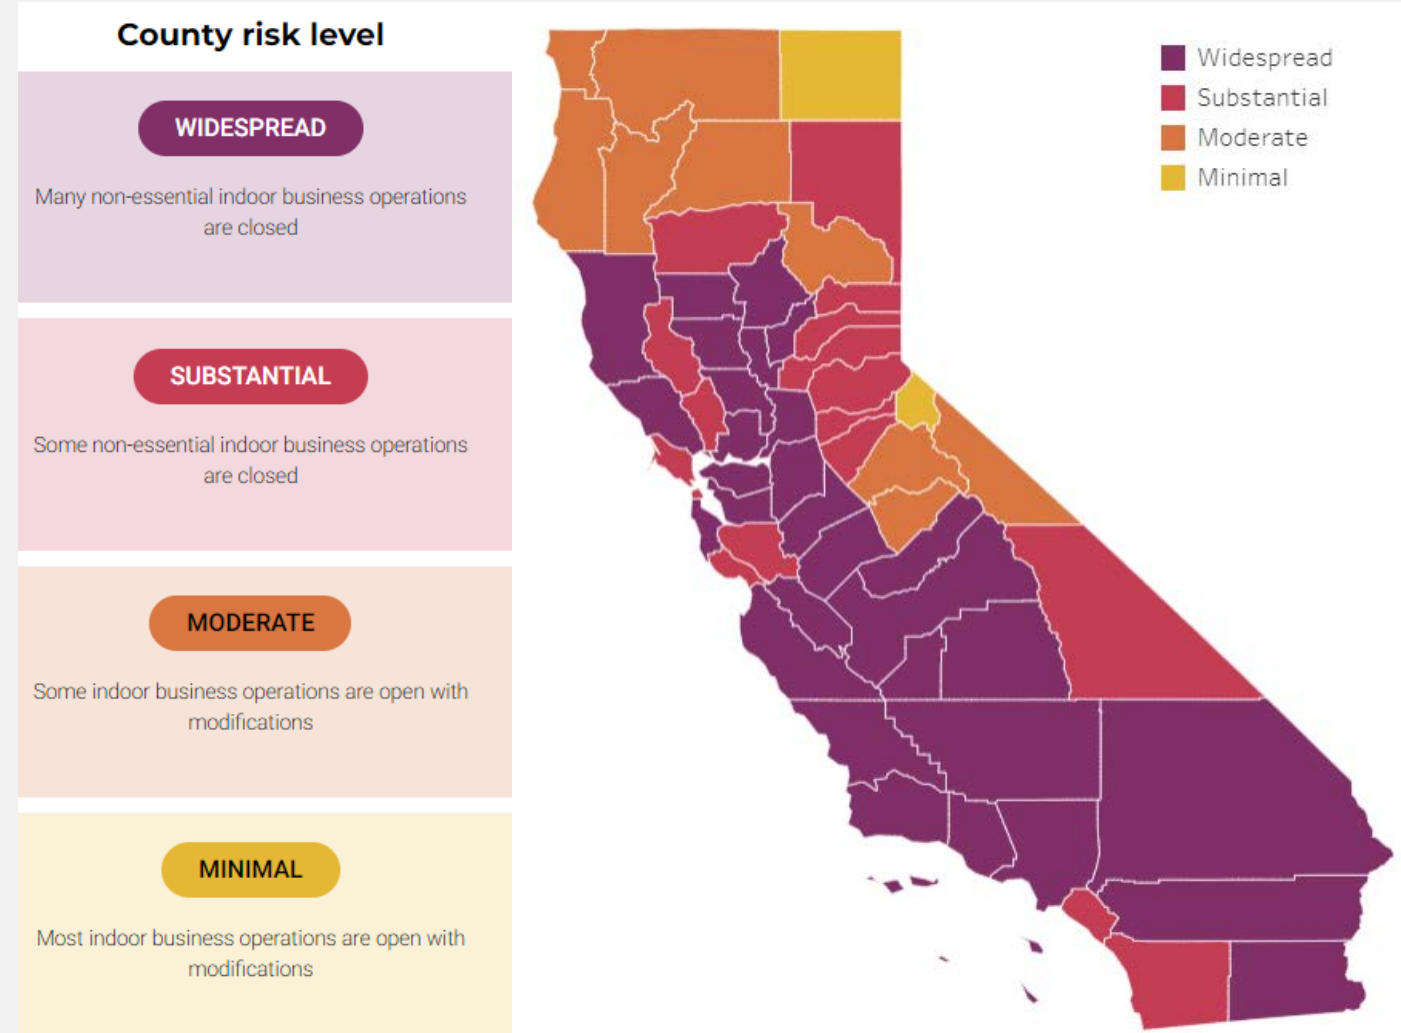 County risk level
WIDESPREAD
Many non-essential indoor business operations
are closed
SUBSTANTIAL
Some non-essential indoor business operations
are closed
MODERATE
Some indoor business operations are open with
modifications
MINIMAL
Most indoor business operations are open with
modifications
Widespread
Substantial
Moderate
Minimal